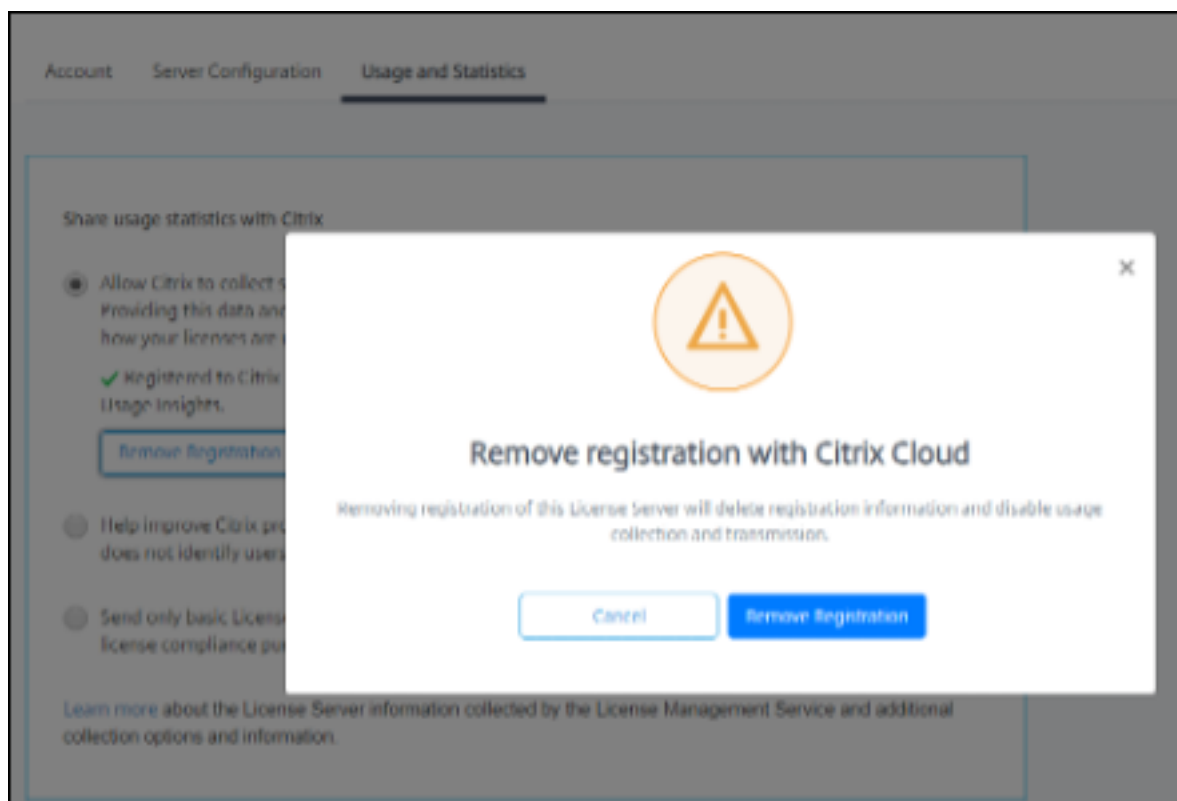 Account Server Configuration Usage and Statistics
Share usage statistics with Citrix
Allow Citrix to collect s
Providing this data and
how your licenses are
Registered to Citrix
Usage Insights.
Remove Registration
Help improve Citrix pro
does not identify users
Send only basic License
license compliance pu
Learn more about the License Server information collected by the License Management Service and additional
collection options and information.
Remove registration with Citrix Cloud
Removing registration of this License Server will delete registration information and disable usage
collection and transmission.
Cancel Remove Registration